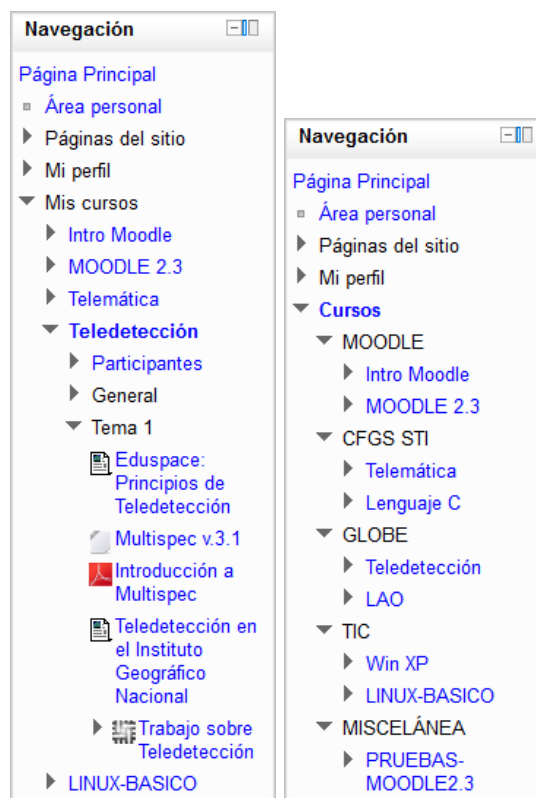 Navegación
Página Principal
Área personal
Páginas del sitio
Mi perfil
Mis cursos
Intro Moodle
MOODLE 2.3
Telemática
Teledetección
Participantes
General
Tema 1
Eduspace:
Principios de
Teledetección
Multispec v.3.1
Introducción a
Multispec
Teledetección en
el Instituto
Geográfico
Nacional
Trabajo sobre
Teledetección
LINUX-BASICO
Navegación
Página Principal
Área personal
Páginas del sitio
Mi perfil
Cursos
MOODLE
Intro Moodle
MOODLE 2.3
CFGS STI
Telemática
Lenguaje C
GLOBE
Teledetección
LAO
TIC
Win XP
LINUX-BASICO
MISCELÁNEA
PRUEBAS-
MOODLE2.3